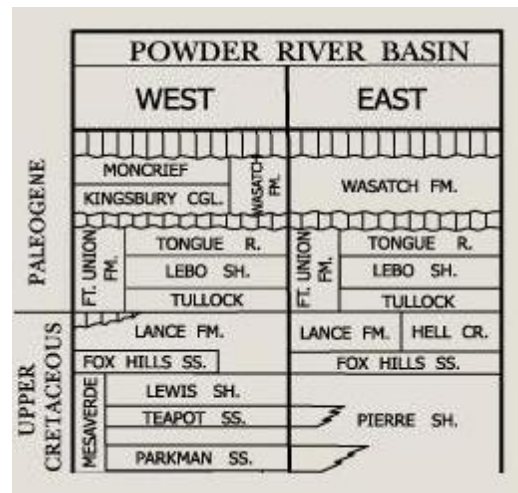 POWDER RIVER BASIN
WEST EAST
PALEOGENE
MONCRIEF
KINGSBURY CGL.
WASATCH FM.
WASATCH FM.
FT. UNION FM.
TONGUE R.
LEBO SH.
TULLOCK
FT. UNION FM.
TONGUE R.
LEBO SH.
TULLOCK
UPPER CRETACEOUS
LANCE FM.
LANCE FM. HELL CR.
FOX HILLS SS.
FOX HILLS SS.
MESAVERDE
LEWIS SH.
TEAPOT SS.
PARKMAN SS.
PIERRE SH.